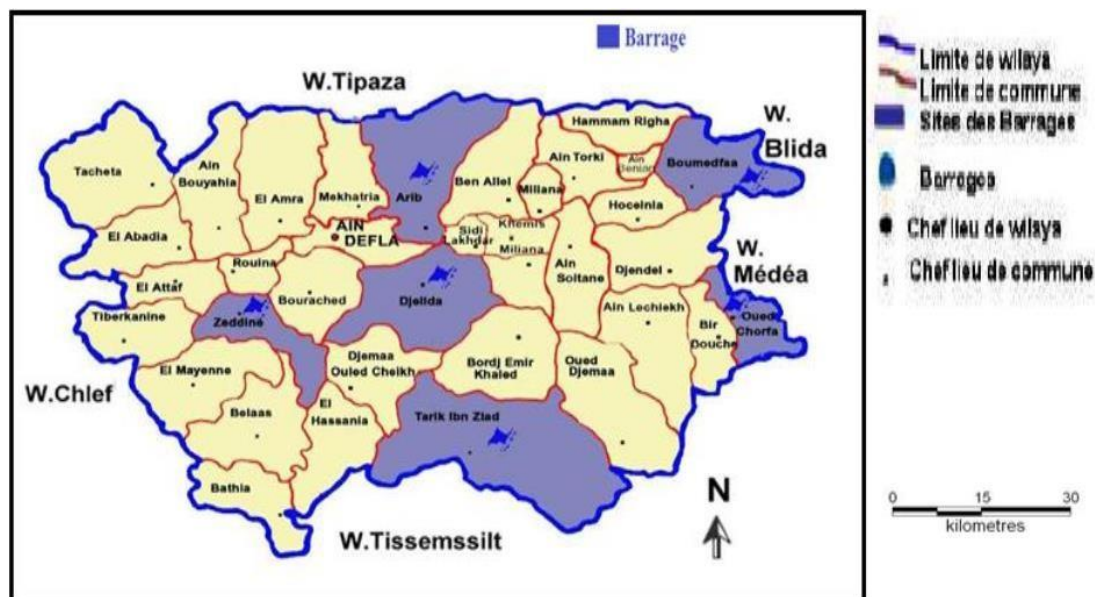 Barrage
W.Tipaza
W.
Blida
Hammam Righa
Ain Torki
Boumedfaa
Tacheta
Ain
Bouyahia
El Amra
Mekhatria
Arib
Ben Allel
Miliana
Hoceinia
El Abadia
AIN
DEFLA
Sidi
Lakhdar
Khemis
Miliana
Ain
Soltane
Djendel
W.
Médéa
Rouina
El Attaf
Bourached
Djelida
Zeddine
Tiberkanine
Ain Lechiekh
Bir
Douche
Oued
Chorfa
El Mayenne
Djemaa
Ouled Cheikh
Bordj Emir
Khaled
Oued
Djemaa
W.Chlef
Belaas
El
Hassania
Tarik Ibn Ziad
Bathia
W.Tissemssilt
N
Limite de wilaya
Limite de commune
Sites des Barrages
Barrages
Chef lieu de wilaya
Chef lieu de commune
0 15 30
kilometres